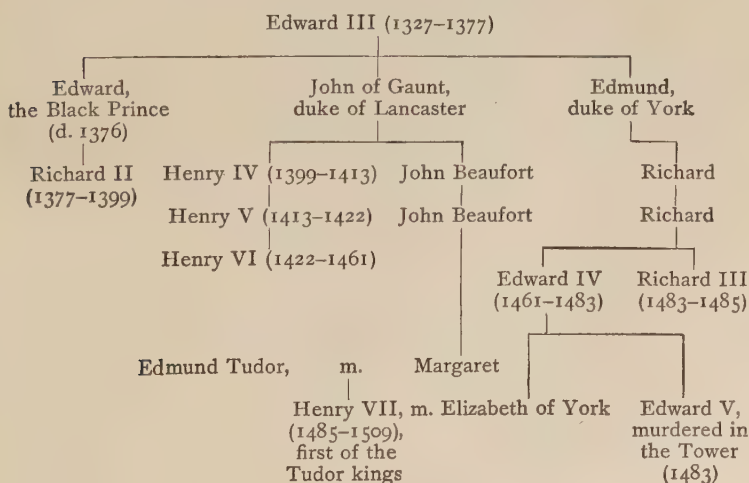 Edward III (1327–1377)
Edward, the Black Prince (d. 1376)
John of Gaunt, duke of Lancaster
Edmund, duke of York
Richard II (1377–1399)
Henry IV (1399–1413) John Beaufort Richard
Henry V (1413–1422) John Beaufort Richard
Henry VI (1422–1461)
Edward IV (1461–1483)
Richard III (1483–1485)
Edmund Tudor, m. Margaret
Henry VII, m. Elizabeth of York
(1485–1509),
first of the
Tudor kings
Edward V,
murdered in
the Tower
(1483)